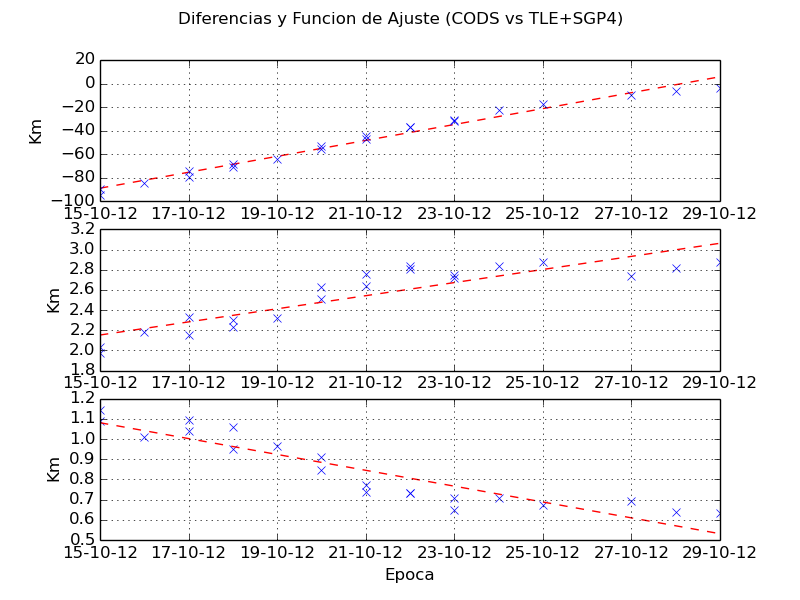 Diferencias y Funcion de Ajuste (CODS vs TLE+SGP4)
20
0
−20
−40
−60
−80
−100
Km
15-10-12 17-10-12 19-10-12 21-10-12 23-10-12 25-10-12 27-10-12 29-10-12
3.2
3.0
2.8
2.6
2.4
2.2
2.0
1.8
Km
15-10-12 17-10-12 19-10-12 21-10-12 23-10-12 25-10-12 27-10-12 29-10-12
1.2
1.1
1.0
0.9
0.8
0.7
0.6
0.5
Km
15-10-12 17-10-12 19-10-12 21-10-12 23-10-12 25-10-12 27-10-12 29-10-12
Epoca